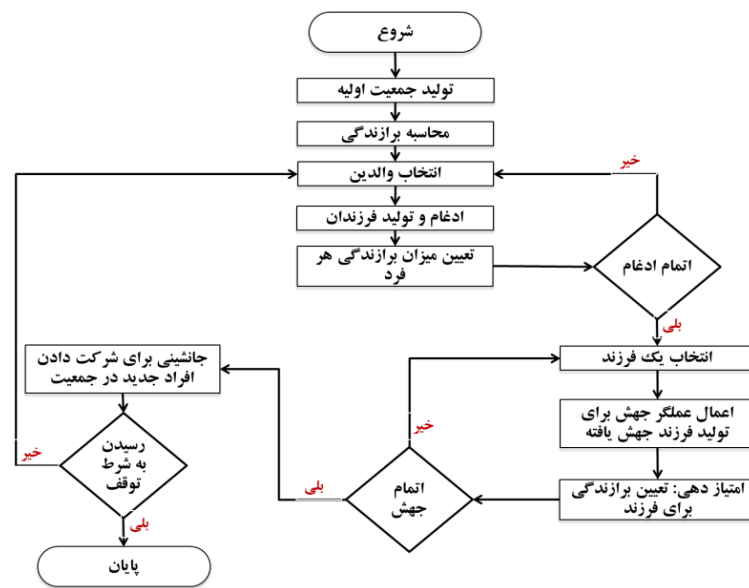 شروع
تولید جمعیت اولیه
محاسبه برازندگی
انتخاب والدین
خیر
ادغام و تولید فرزندان
تعیین میزان برازندگی هر
فرد
اتمام ادغام
بلی
انتخاب یک فرزند
اعمال عملگر جهش برای
تولید فرزند جهش یافته
امتیاز دهی: تعیین برازندگی
برای فرزند
اتمام
جهش
خیر
بلی
جانشینی برای شرکت دادن
افراد جدید در جمعیت
رسیدن
به شرط
توقف
خیر
بلی
پایان